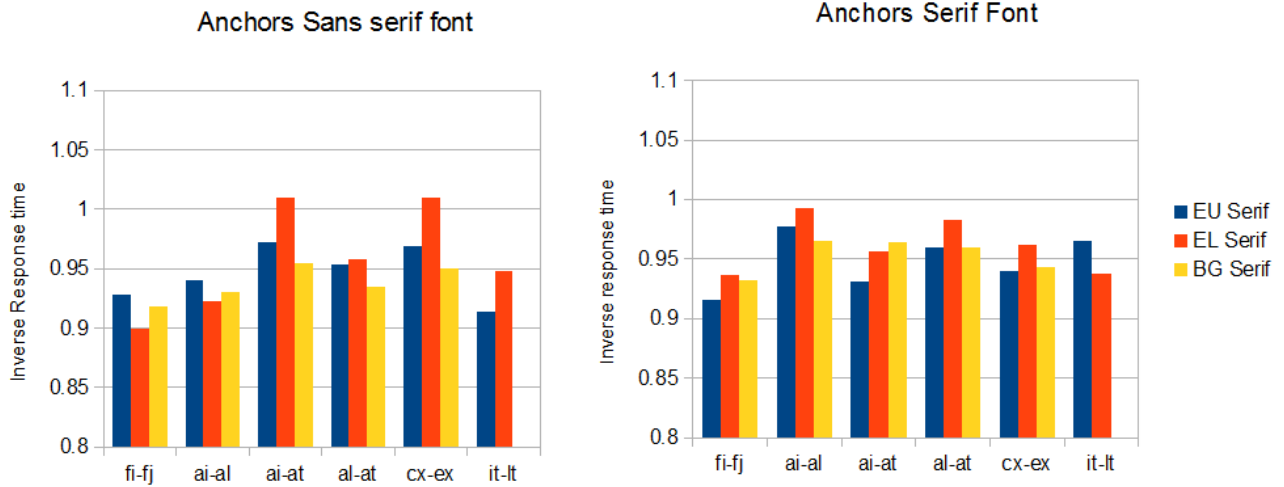 Anchors Sans serif font
Inverse Response time
1.1
1.05
1
0.95
0.9
0.85
0.8
fi-fj ai-al ai-at al-at cx-ex it-lt
Anchors Serif Font
Inverse response time
1.1
1.05
1
0.95
0.9
0.85
0.8
fi-fj ai-al ai-at al-at cx-ex it-lt
EU Serif
EL Serif
BG Serif